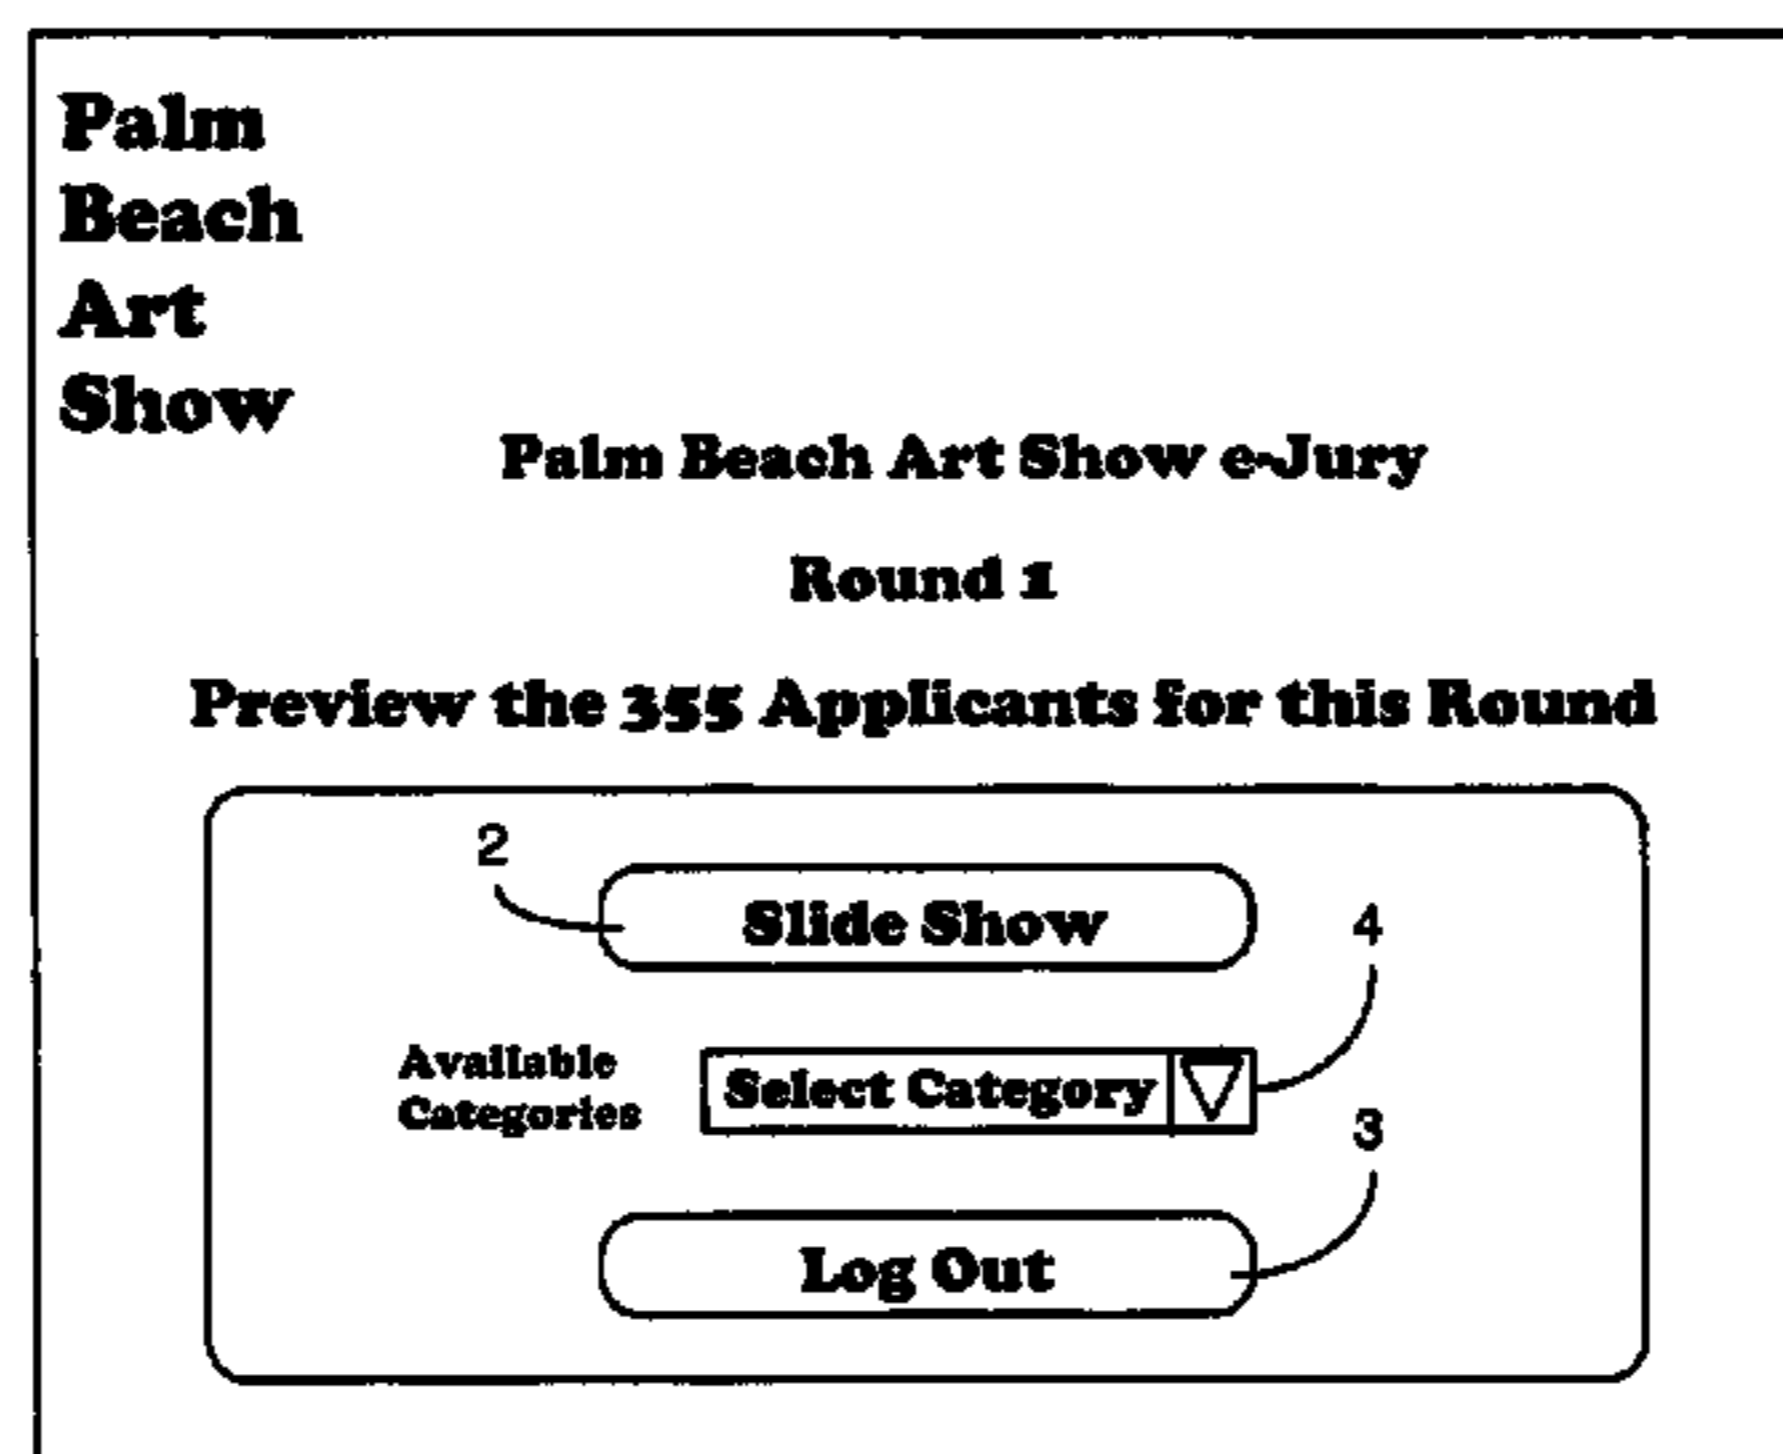 Palm
Beach
Art
Show
Palm Beach Art Show e-Jury
Round 1
Preview the 355 Applicants for this Round
2
Slide Show
4
Available
Categories
Select Category
3
Log Out